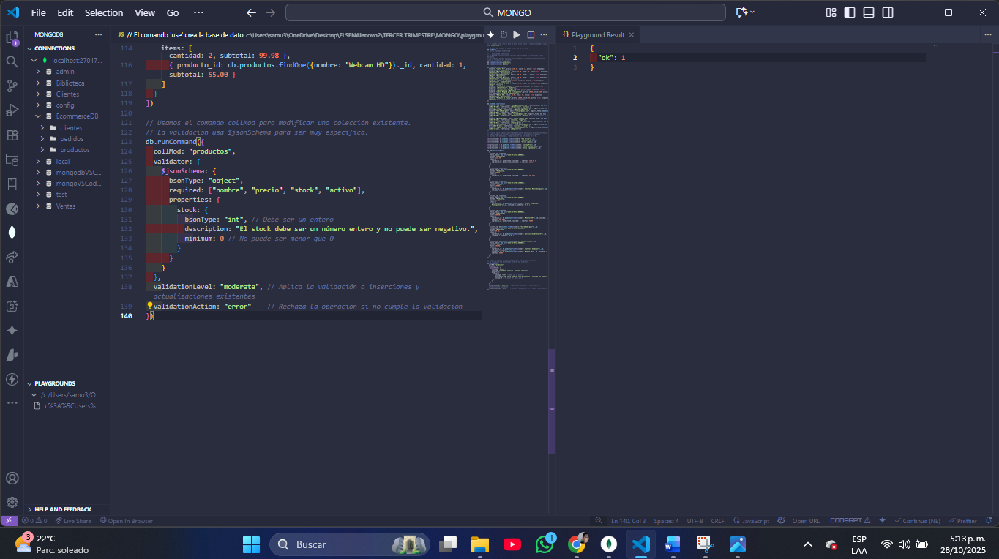 File Edit Selection View Go ··· MONGO
MONGODB ···
CONNECTIONS
localhost:27017...
admin
Biblioteca
Clientes
config
EcommerceDB
clientes
pedidos
productos
local
mongodbVSC...
mongoVSCod...
test
Ventas
PLAYGROUNDS
/c:/Users/samu3/O...
c%3A%5CUsers%...
HELP AND FEEDBACK
JS // El comando 'use' crea la base de dato c:\Users\samu3\OneDrive\Desktop\ELSENAlenovo2\TERCER TRIMESTRE\MONGO\playgrou
114 items: [
cantidad: 2, subtotal: 99.98 },
116 { producto_id: db.productos.findOne({nombre: "Webcam HD"})._id, cantidad: 1,
subtotal: 55.00 }
117 ]
118 }
119 ])
120
121 // Usamos el comando collMod para modificar una colección existente.
122 // La validación usa $jsonSchema para ser muy específica.
123 db.runCommand({
124 collMod: "productos",
125 validator: {
126 $jsonSchema: {
127 bsonType: "object",
128 required: ["nombre", "precio", "stock", "activo"],
129 properties: {
130 stock: {
131 bsonType: "int", // Debe ser un entero
132 description: "El stock debe ser un número entero y no puede ser negativo.",
133 minimum: 0 // No puede ser menor que 0
134 }
135 }
136 }
137 },
138 validationLevel: "moderate", // Aplica la validación a inserciones y
actualizaciones existentes
139 validationAction: "error" // Rechaza la operación si no cumple la validación
140 })
{} Playground Result
1 {
2 "ok": 1
3 }
0 0 Live Share Open In Browser Ln 140, Col 3 Spaces: 4 UTF-8 CRLF {} JavaScript Open URL CODEGPT Continue (NE) Prettier
3 22°C
Parc. soleado
Buscar
1
ESP
LAA
5:13 p. m.
28/10/2025